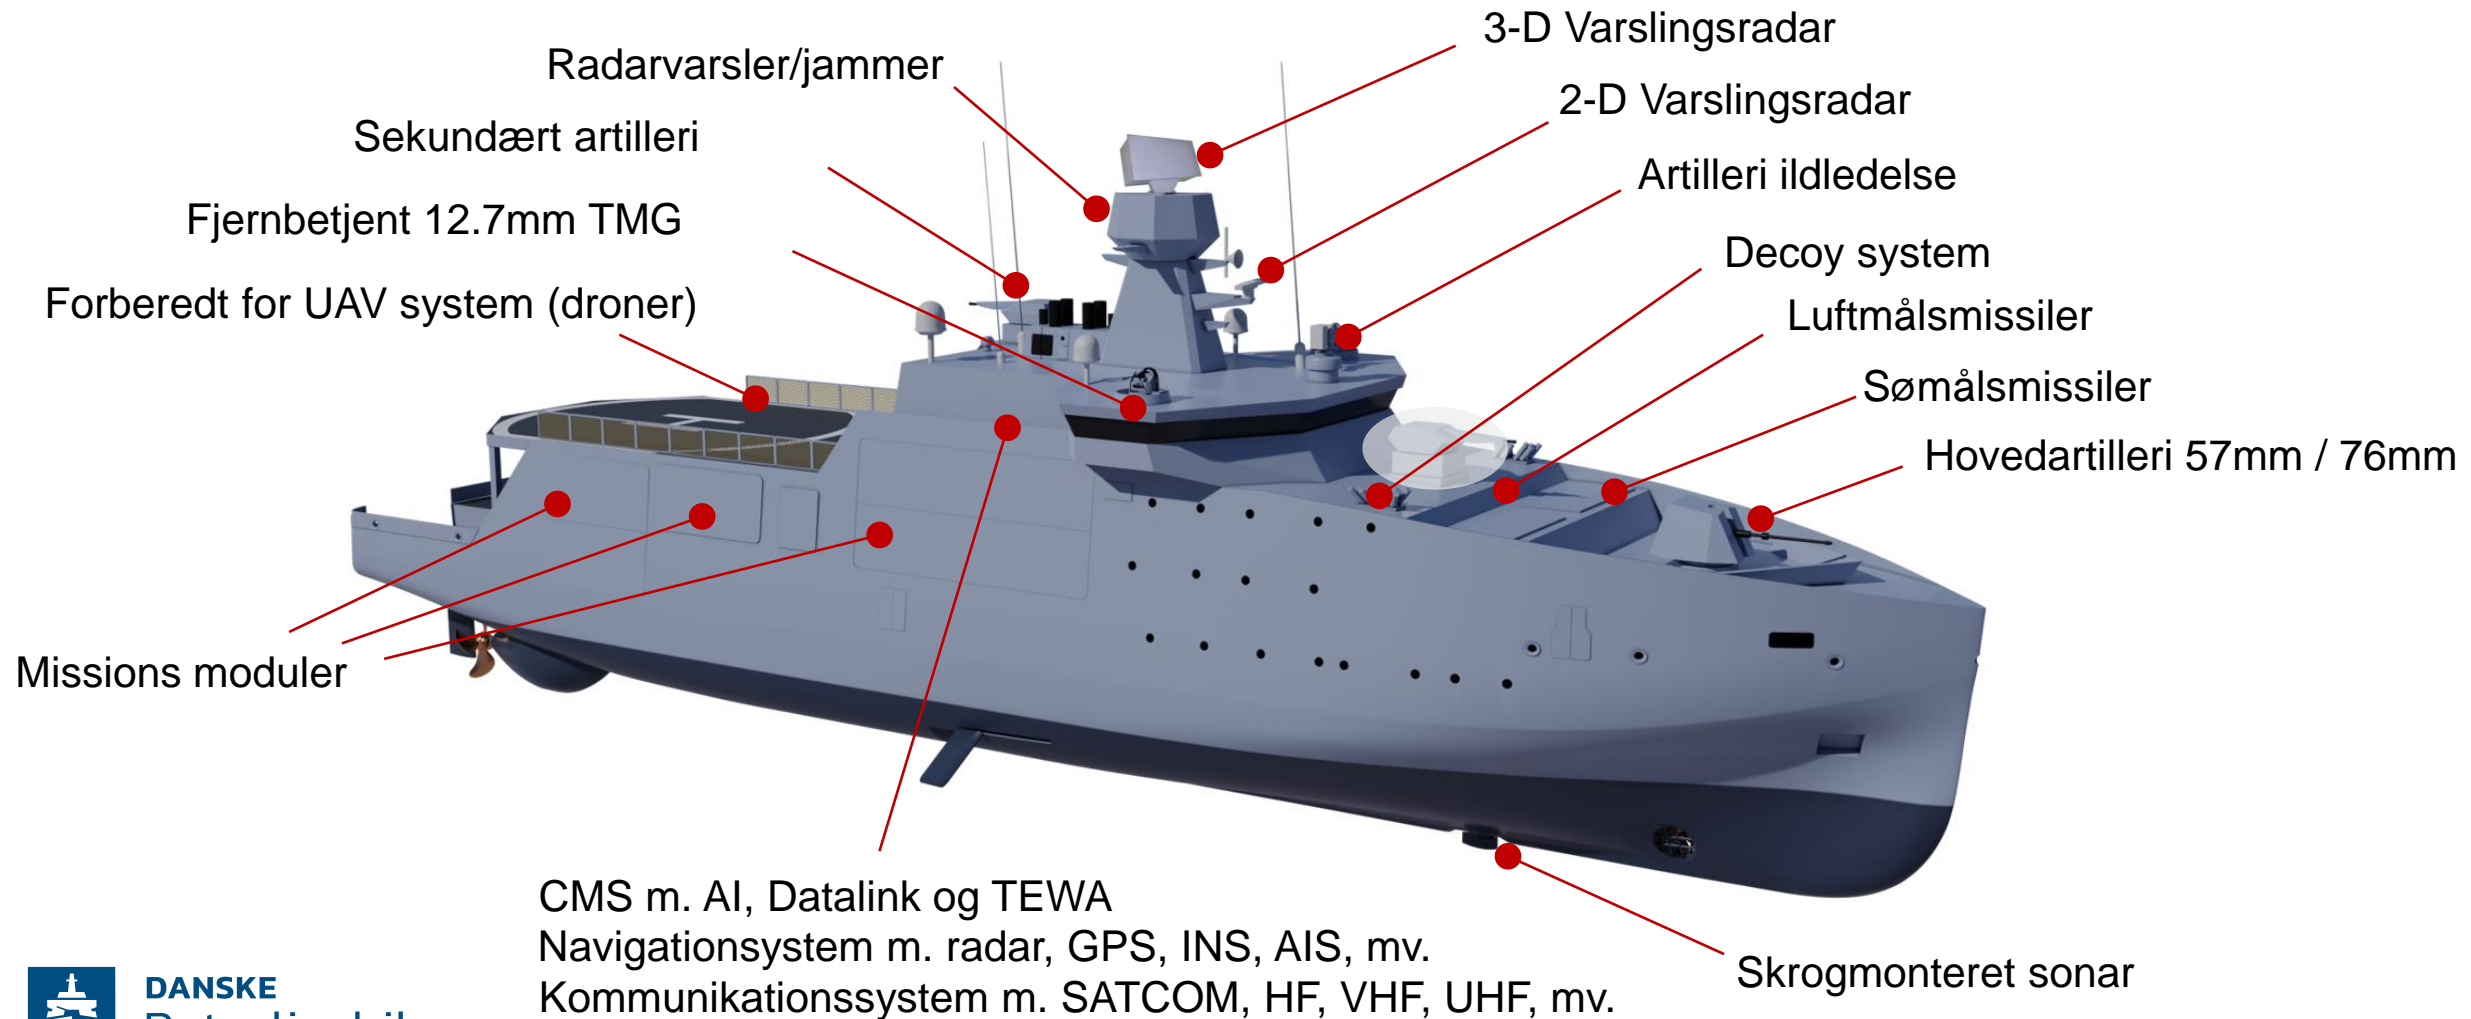 3-D Varslingsradar
Radarvarsler/jammer
2-D Varslingsradar
Sekundært artilleri
Artilleri ildledelse
Fjernbetjent 12.7mm TMG
Decoy system
Forberedt for UAV system (droner)
Luftmålsmissiler
Sømålsmissiler
Hovedartilleri 57mm / 76mm
Missions moduler
CMS m. AI, Datalink og TEWA
Navigationsystem m. radar, GPS, INS, AIS, mv.
Kommunikationssystem m. SATCOM, HF, VHF, UHF, mv.
Skrogmonteret sonar
DANSKE